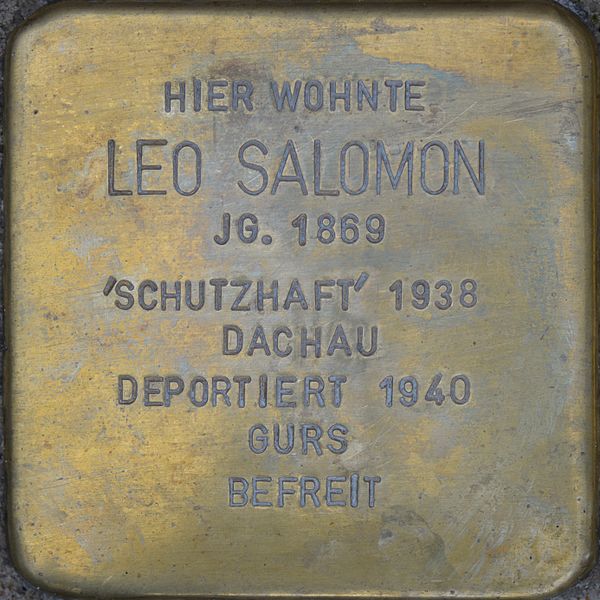 HIER WOHNTE
LEO SALOMON
JG. 1869
'SCHUTZHAFT' 1938
DACHAU
DEPORTIERT 1940
GURS
BEFREIT